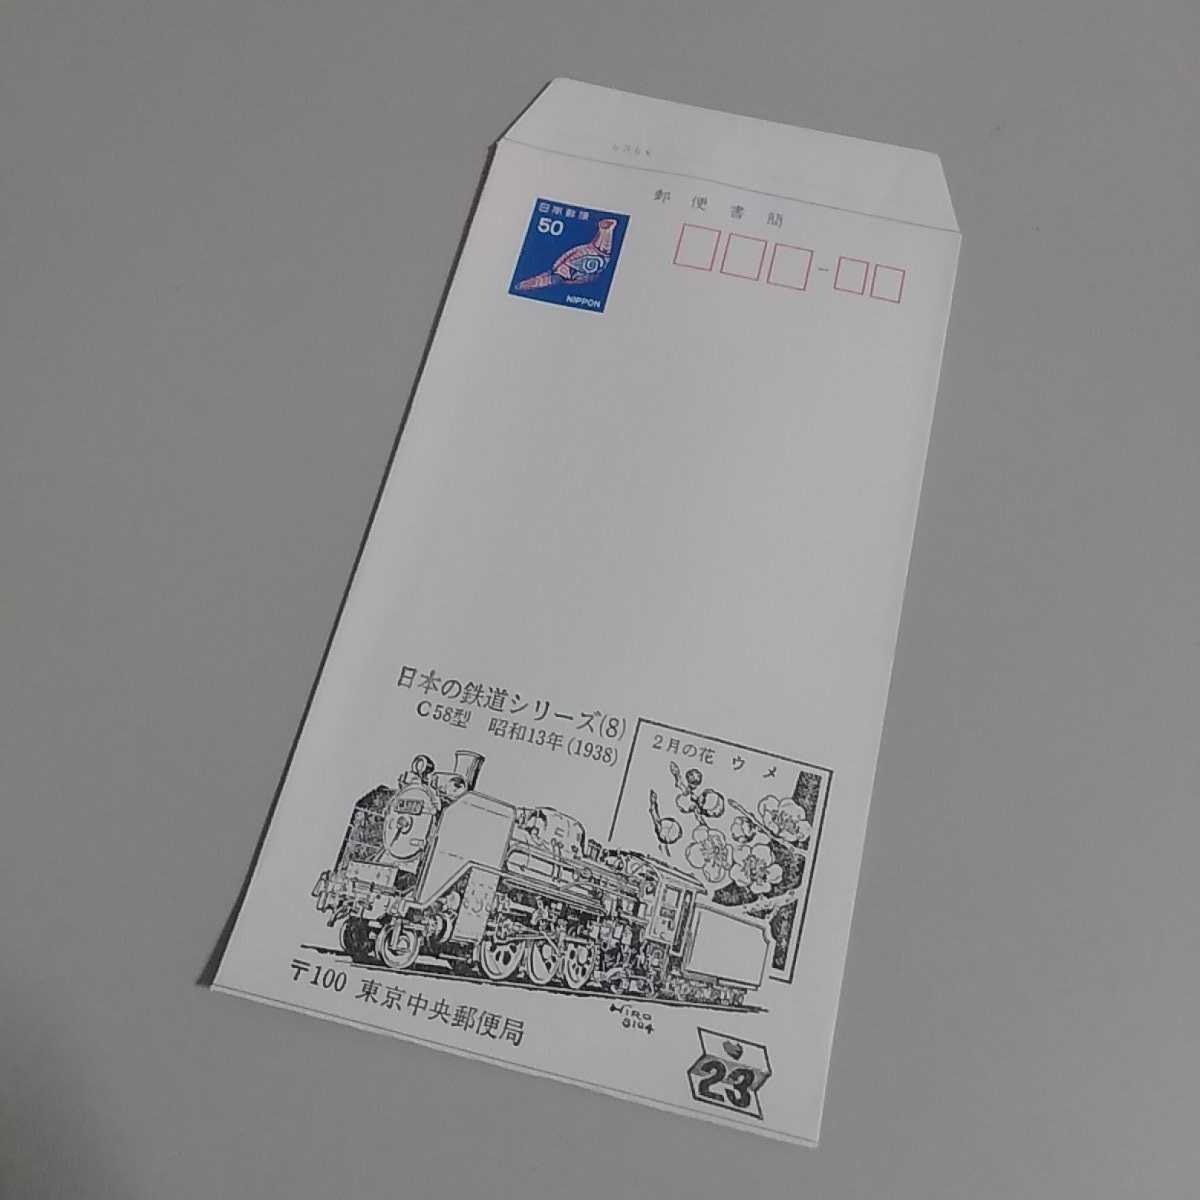 郵便書簡
日本郵便
50
NIPPON
日本の鉄道シリーズ(8)
C58型 昭和13年(1938)
2月の花 ウメ
HIRO
8104
〒100 東京中央郵便局
23